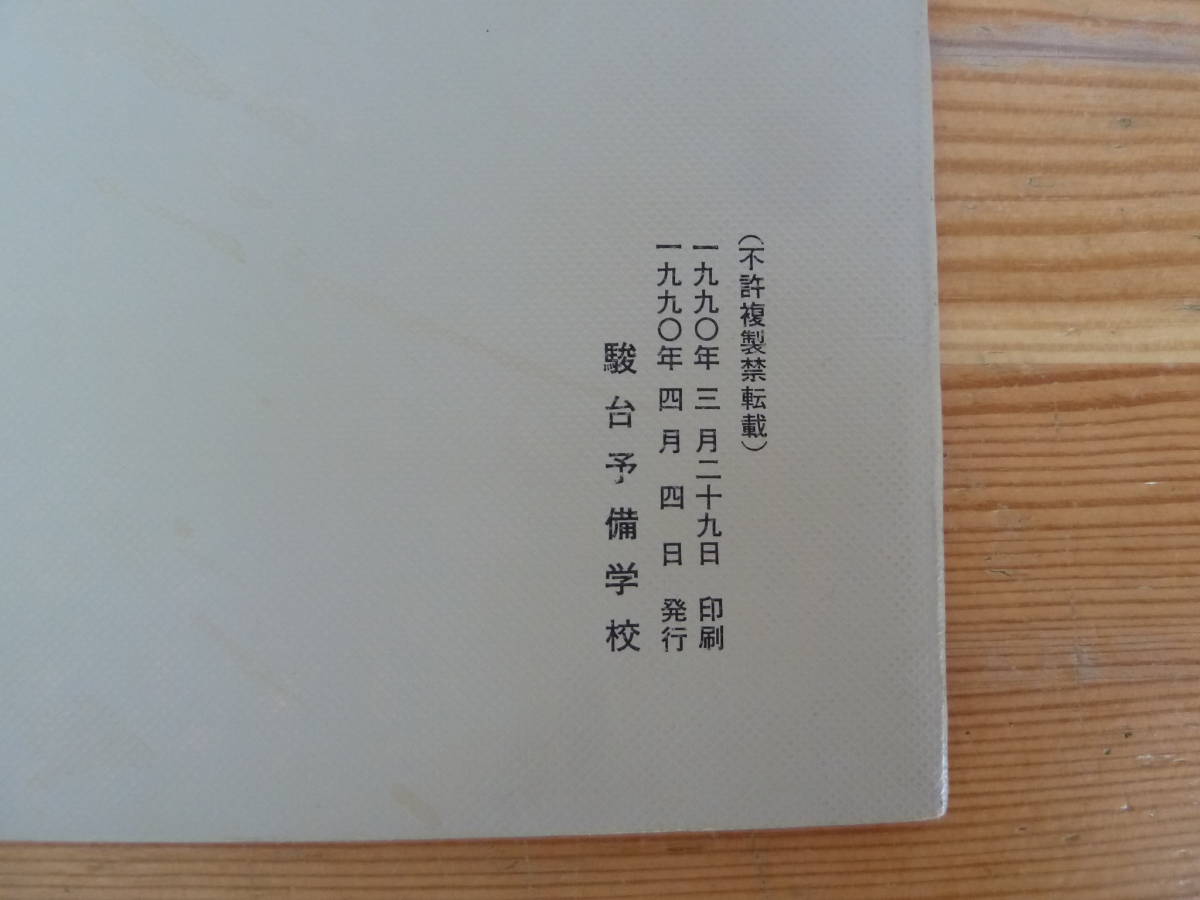 (不許複製禁転載)
一九九〇年三月二十九日 印刷
一九九〇年四月四日 発行
駿台予備学校